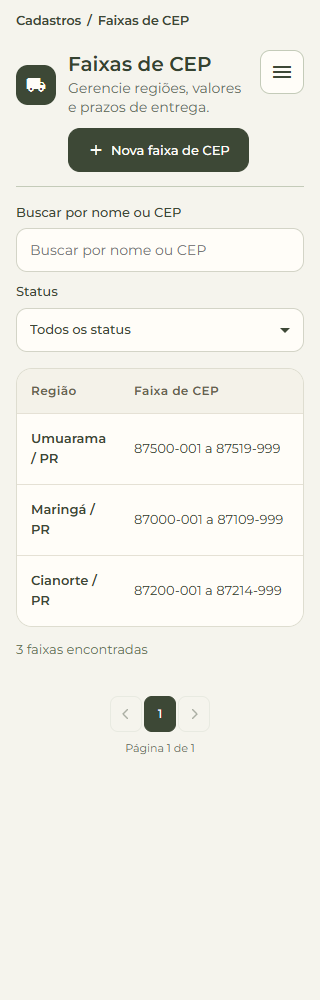 Cadastros / Faixas de CEP
Faixas de CEP
Gerencie regiões, valores
e prazos de entrega.
+ Nova faixa de CEP
Buscar por nome ou CEP
Buscar por nome ou CEP
Status
Todos os status
Região Faixa de CEP
Umuarama
/ PR
87500-001 a 87519-999
Maringá /
PR
87000-001 a 87109-999
Cianorte /
PR
87200-001 a 87214-999
3 faixas encontradas
1
Página 1 de 1